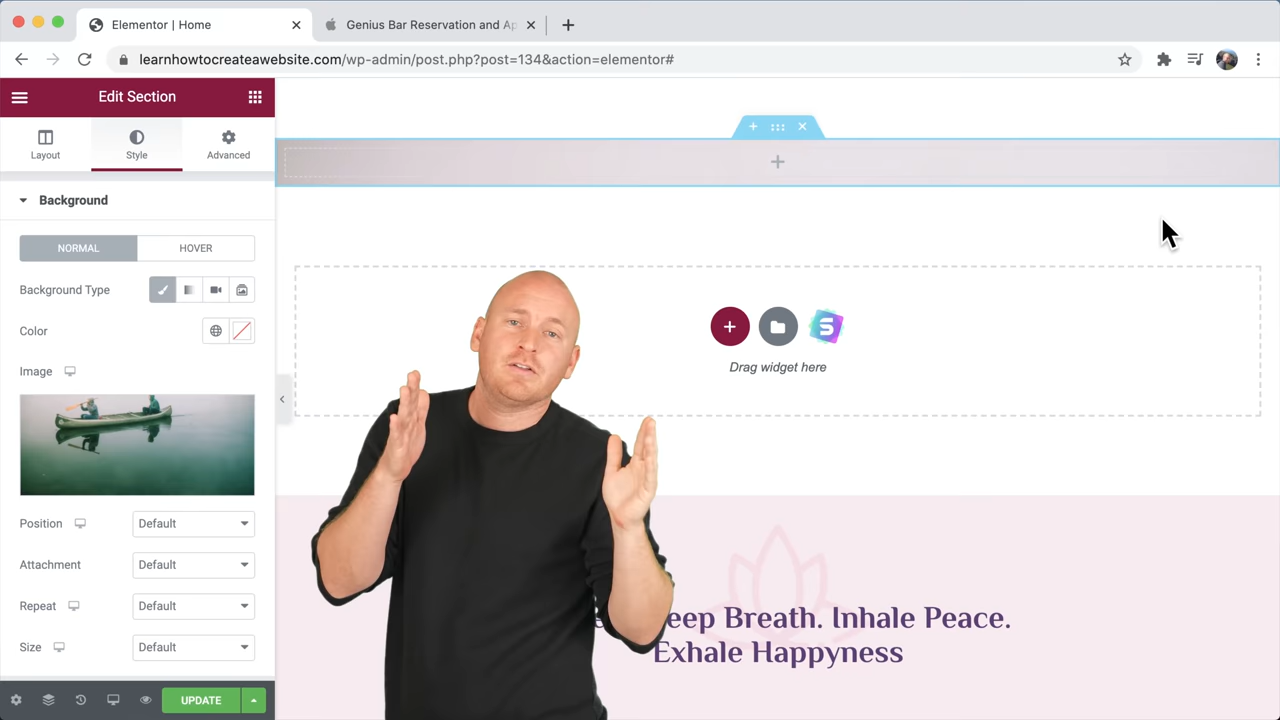 Elementor | Home
Genius Bar Reservation and Ap
learnhowtocreateawebsite.com/wp-admin/post.php?post=134&action=elementor#
Edit Section
Layout
Style
Advanced
Background
NORMAL
HOVER
Background Type
Color
Image
Position
Default
Attachment
Default
Repeat
Default
Size
Default
UPDATE
S
Drag widget here
eep Breath. Inhale Peace.
Exhale Happyness